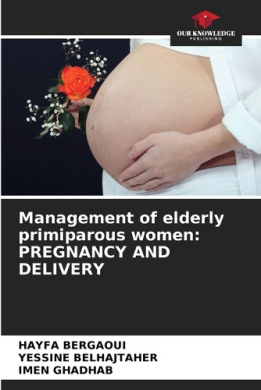 OUR KNOWLEDGE
PUBLISHING
Management of elderly
primiparous women:
PREGNANCY AND
DELIVERY
HAYFA BERGAOUI
YESSINE BELHAJTAHER
IMEN GHADHAB